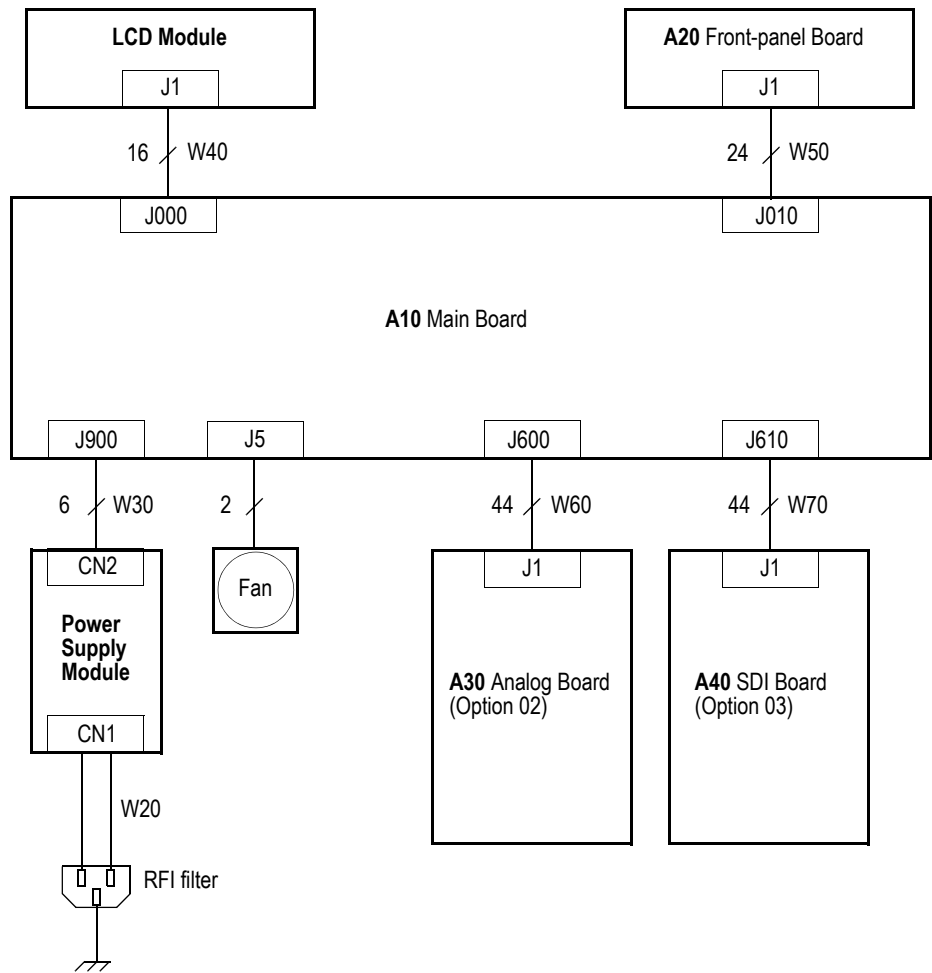 LCD Module
A20 Front-panel Board
J1
J1
16
W40
24
W50
J000
J010
A10 Main Board
J900
J5
J600
J610
6
W30
2
44
W60
44
W70
CN2
Fan
J1
J1
Power
Supply
Module
A30 Analog Board
(Option 02)
A40 SDI Board
(Option 03)
CN1
W20
RFI filter